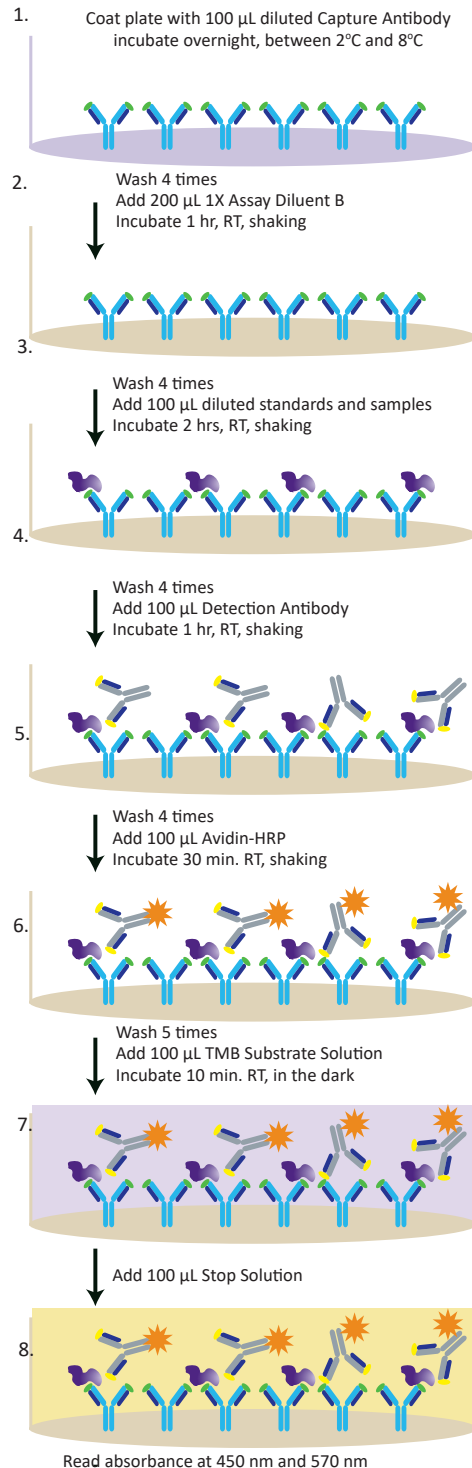 1.
Coat plate with 100 µL diluted Capture Antibody
incubate overnight, between 2°C and 8°C
2.
Wash 4 times
Add 200 µL 1X Assay Diluent B
Incubate 1 hr, RT, shaking
3.
Wash 4 times
Add 100 µL diluted standards and samples
Incubate 2 hrs, RT, shaking
4.
Wash 4 times
Add 100 µL Detection Antibody
Incubate 1 hr, RT, shaking
5.
Wash 4 times
Add 100 µL Avidin-HRP
Incubate 30 min. RT, shaking
6.
Wash 5 times
Add 100 µL TMB Substrate Solution
Incubate 10 min. RT, in the dark
7.
Add 100 µL Stop Solution
8.
Read absorbance at 450 nm and 570 nm